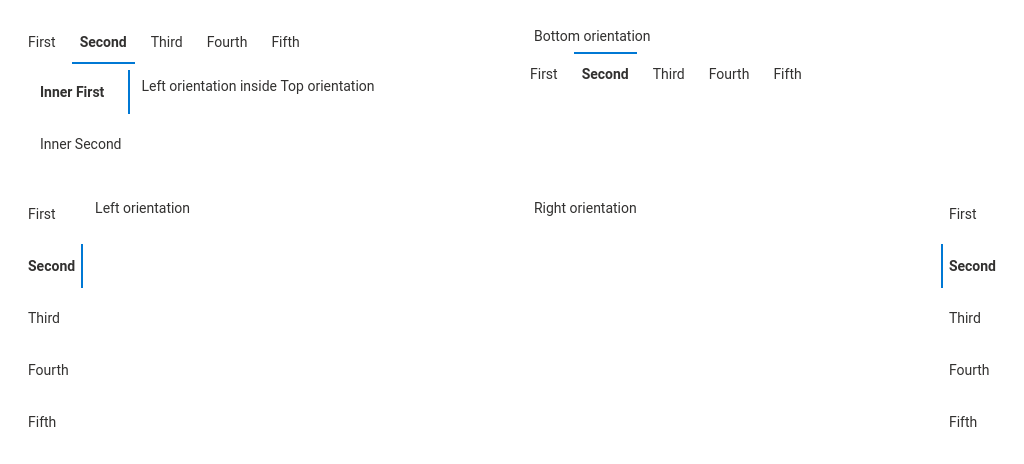 First Second Third Fourth Fifth
Inner First
Left orientation inside Top orientation
Inner Second
Bottom orientation
First Second Third Fourth Fifth
First
Second
Third
Fourth
Fifth
Left orientation
Right orientation
First
Second
Third
Fourth
Fifth